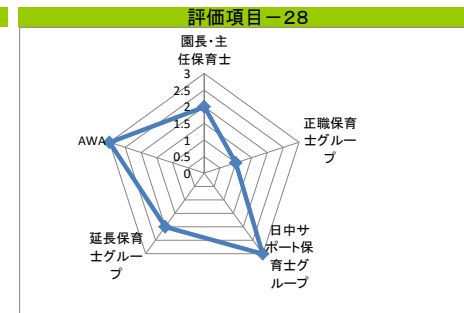 評価項目－28
園長・主
任保育士
3
2.5
2
1.5
1
0.5
0
正職保育
士グルー
プ
日中サ
ポート保
育士グ
ループ
延長保育
士グルー
プ
AWA